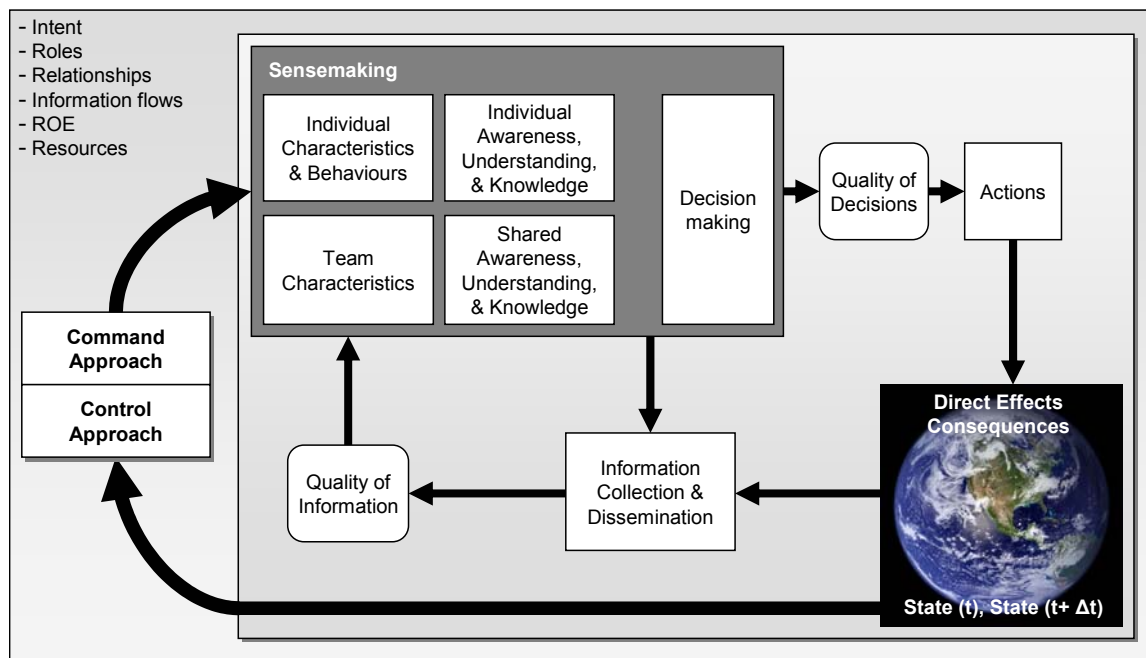 - Intent
- Roles
- Relationships
- Information flows
- ROE
- Resources
Sensemaking
Individual
Characteristics
& Behaviours
Individual
Awareness,
Understanding,
& Knowledge
Team
Characteristics
Shared
Awareness,
Understanding,
& Knowledge
Decision
making
Quality of
Decisions
Actions
Command
Approach
Control
Approach
Quality of
Information
Information
Collection &
Dissemination
Direct Effects
Consequences
State (t), State (t+ Δt)